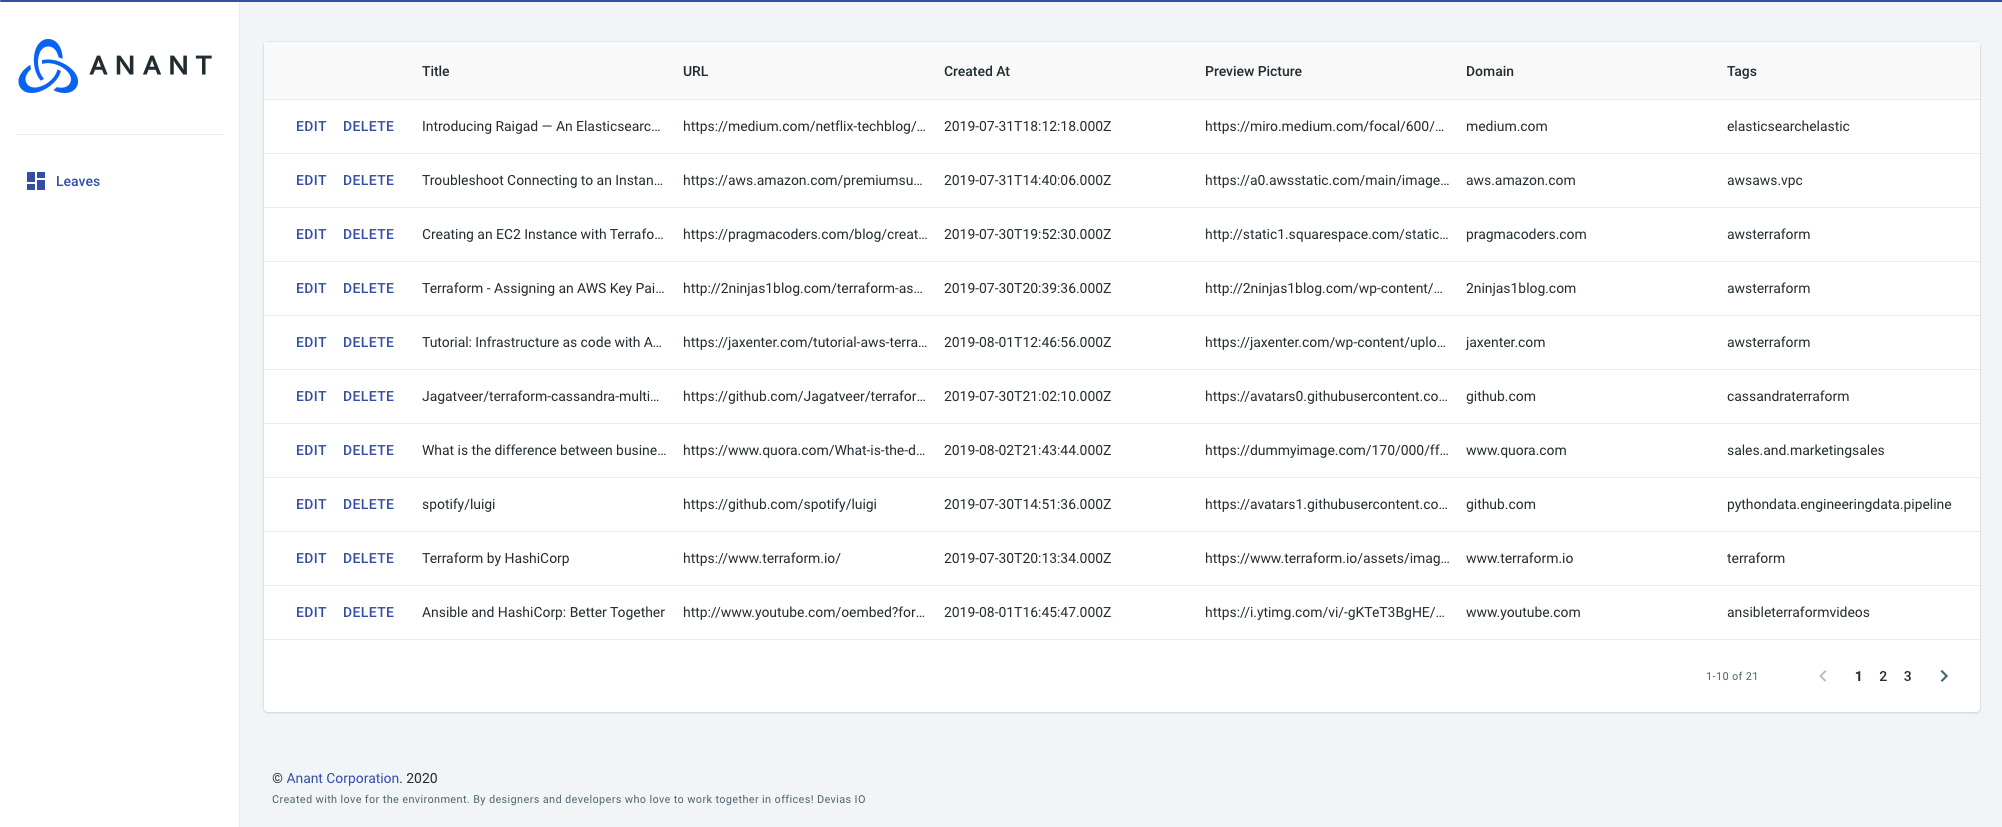 ANANT
Leaves
Title URL Created At Preview Picture Domain Tags
EDIT DELETE Introducing Raigad — An Elasticsearc... https://medium.com/netflix-techblog/... 2019-07-31T18:12:18.000Z https://miro.medium.com/focal/600/... medium.com elasticsearchelastic
EDIT DELETE Troubleshoot Connecting to an Instan... https://aws.amazon.com/premiumsu... 2019-07-31T14:40:06.000Z https://a0.awsstatic.com/main/image... aws.amazon.com awsaws.vpc
EDIT DELETE Creating an EC2 Instance with Terrafo... https://pragmacoders.com/blog/creat... 2019-07-30T19:52:30.000Z http://static1.squarespace.com/static... pragmacoders.com awsterraform
EDIT DELETE Terraform - Assigning an AWS Key Pai... http://2ninjas1blog.com/terraform-as... 2019-07-30T20:39:36.000Z http://2ninjas1blog.com/wp-content/... 2ninjas1blog.com awsterraform
EDIT DELETE Tutorial: Infrastructure as code with A... https://jaxenter.com/tutorial-aws-terra... 2019-08-01T12:46:56.000Z https://jaxenter.com/wp-content/uplo... jaxenter.com awsterraform
EDIT DELETE Jagatveer/terraform-cassandra-multi... https://github.com/Jagatveer/terrafor... 2019-07-30T21:02:10.000Z https://avatars0.githubusercontent.co... github.com cassandraterraform
EDIT DELETE What is the difference between busine... https://www.quora.com/What-is-the-d... 2019-08-02T21:43:44.000Z https://dummyimage.com/170/000/ff... www.quora.com sales.and.marketingsales
EDIT DELETE spotify/luigi https://github.com/spotify/luigi 2019-07-30T14:51:36.000Z https://avatars1.githubusercontent.co... github.com pythondata.engineeringdata.pipeline
EDIT DELETE Terraform by HashiCorp https://www.terraform.io/ 2019-07-30T20:13:34.000Z https://www.terraform.io/assets/imag... www.terraform.io terraform
EDIT DELETE Ansible and HashiCorp: Better Together http://www.youtube.com/oembed?for... 2019-08-01T16:45:47.000Z https://i.ytimg.com/vi/-gKTeT3BgHE/... www.youtube.com ansibleterraformvideos
1-10 of 21 1 2 3
© Anant Corporation. 2020
Created with love for the environment. By designers and developers who love to work together in offices! Devias IO